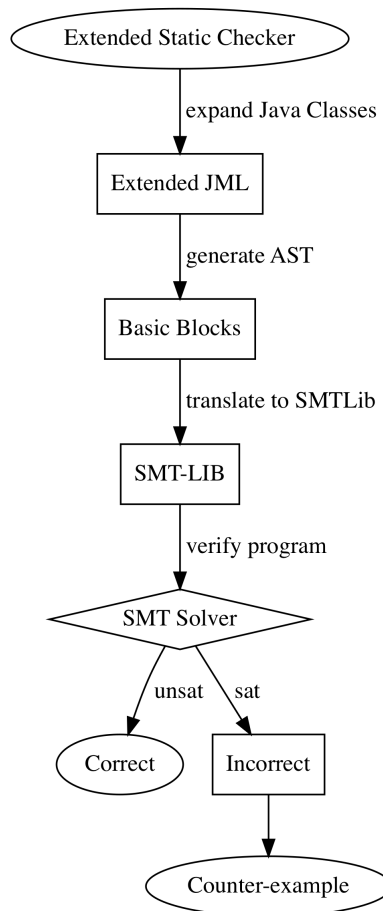 Extended Static Checker
expand Java Classes
Extended JML
generate AST
Basic Blocks
translate to SMTLib
SMT-LIB
verify program
SMT Solver
unsat
sat
Correct
Incorrect
Counter-example